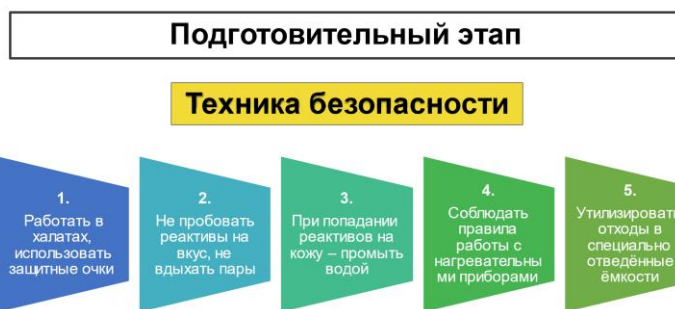 Подготовительный этап
Техника безопасности
1.
Работать в
халатах,
использовать
защитные очки
2.
Не пробовать
реактивы на
вкус, не
вдыхать пары
3.
При попадании
реактивов на
кожу – промыть
водой
4.
Соблюдать
правила
работы с
нагревательны
ми приборами
5.
Утилизировать
отходы в
специально
отведённые
ёмкости